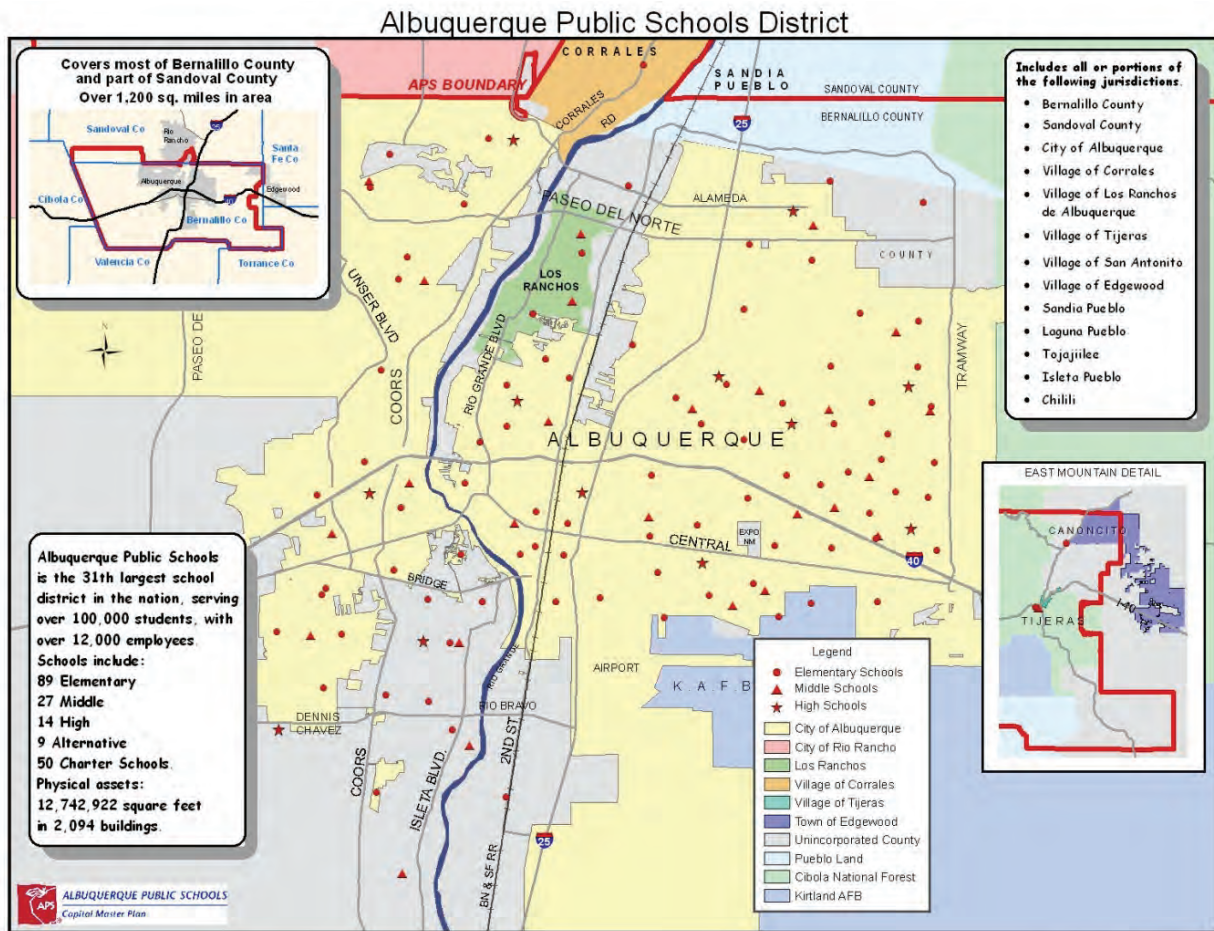 Albuquerque Public Schools District
Covers most of Bernalillo County
and part of Sandoval County
Over 1,200 sq. miles in area
Sandoval Co
Rio
Rancho
25
Santa
Fe Co
Cibola Co
Albuquerque
Edgewood
40
Bernalillo Co
Valencia Co
Torrance Co
APS BOUNDARY
CORRALES
SANDIA
PUEBLO
SANDOVAL COUNTY
BERNALILLO COUNTY
CORRALES
RD
25
PASEO DEL NORTE
ALAMEDA
COUNTY
LOS
RANCHOS
UNSER BLVD
PASEO DE
N
COORS
RIO GRANDE BLVD
TRAMWAY
ALBUQUERQUE
EXPO
NM
CENTRAL
40
BRIDGE
RIO GRANDE
AIRPORT
KAFB
RIO BRAVO
DENNIS
CHAVEZ
2ND ST
COORS
ISLETA BLVD.
25
BN & SF RR
Includes all or portions of
the following jurisdictions.
• Bernalillo County
• Sandoval County
• City of Albuquerque
• Village of Corrales
• Village of Los Ranchos
de Albuquerque
• Village of Tijeras
• Village of San Antonito
• Village of Edgewood
• Sandia Pueblo
• Laguna Pueblo
• Tojajiilee
• Isleta Pueblo
• Chilili
EAST MOUNTAIN DETAIL
CANONCITO
I-40
TIJERAS
Albuquerque Public Schools
is the 31th largest school
district in the nation, serving
over 100,000 students, with
over 12,000 employees.
Schools include:
89 Elementary
27 Middle
14 High
9 Alternative
50 Charter Schools.
Physical assets:
12,742,922 square feet
in 2,094 buildings.
Legend
Elementary Schools
Middle Schools
High Schools
City of Albuquerque
City of Rio Rancho
Los Ranchos
Village of Corrales
Village of Tijeras
Town of Edgewood
Unincorporated County
Pueblo Land
Cibola National Forest
Kirtland AFB
APS
ALBUQUERQUE PUBLIC SCHOOLS
Capital Master Plan